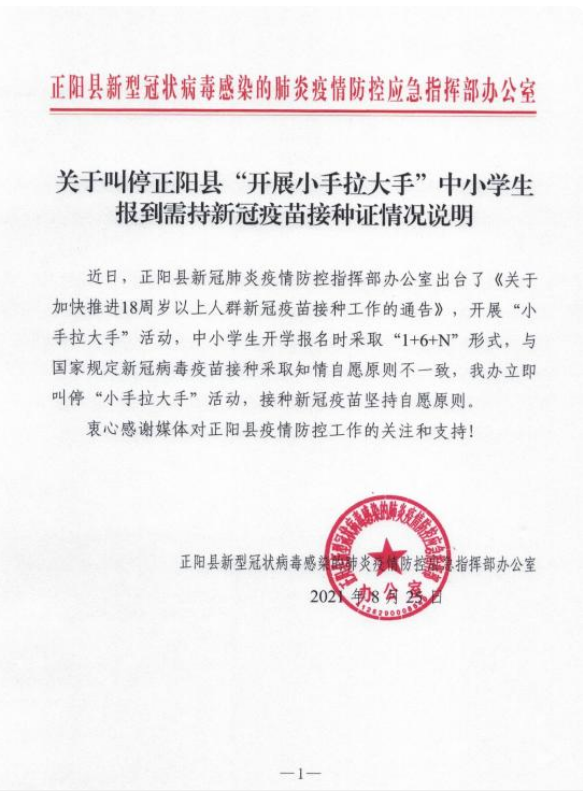 正阳县新型冠状病毒感染的肺炎疫情防控应急指挥部办公室
关于叫停正阳县“开展小手拉大手”中小学生
报到需持新冠疫苗接种证情况说明
近日，正阳县新冠肺炎疫情防控指挥部办公室出台了《关于
加快推进18周岁以上人群新冠疫苗接种工作的通告》，开展“小
手拉大手”活动，中小学生开学报名时采取“1+6+N”形式，与
国家规定新冠病毒疫苗接种采取知情自愿原则不一致，我办立即
叫停“小手拉大手”活动，接种新冠疫苗坚持自愿原则。
衷心感谢媒体对正阳县疫情防控工作的关注和支持！
正阳县新型冠状病毒感染的肺炎疫情防控应急指挥部办公室
2021年8月25日
办公室
—1—